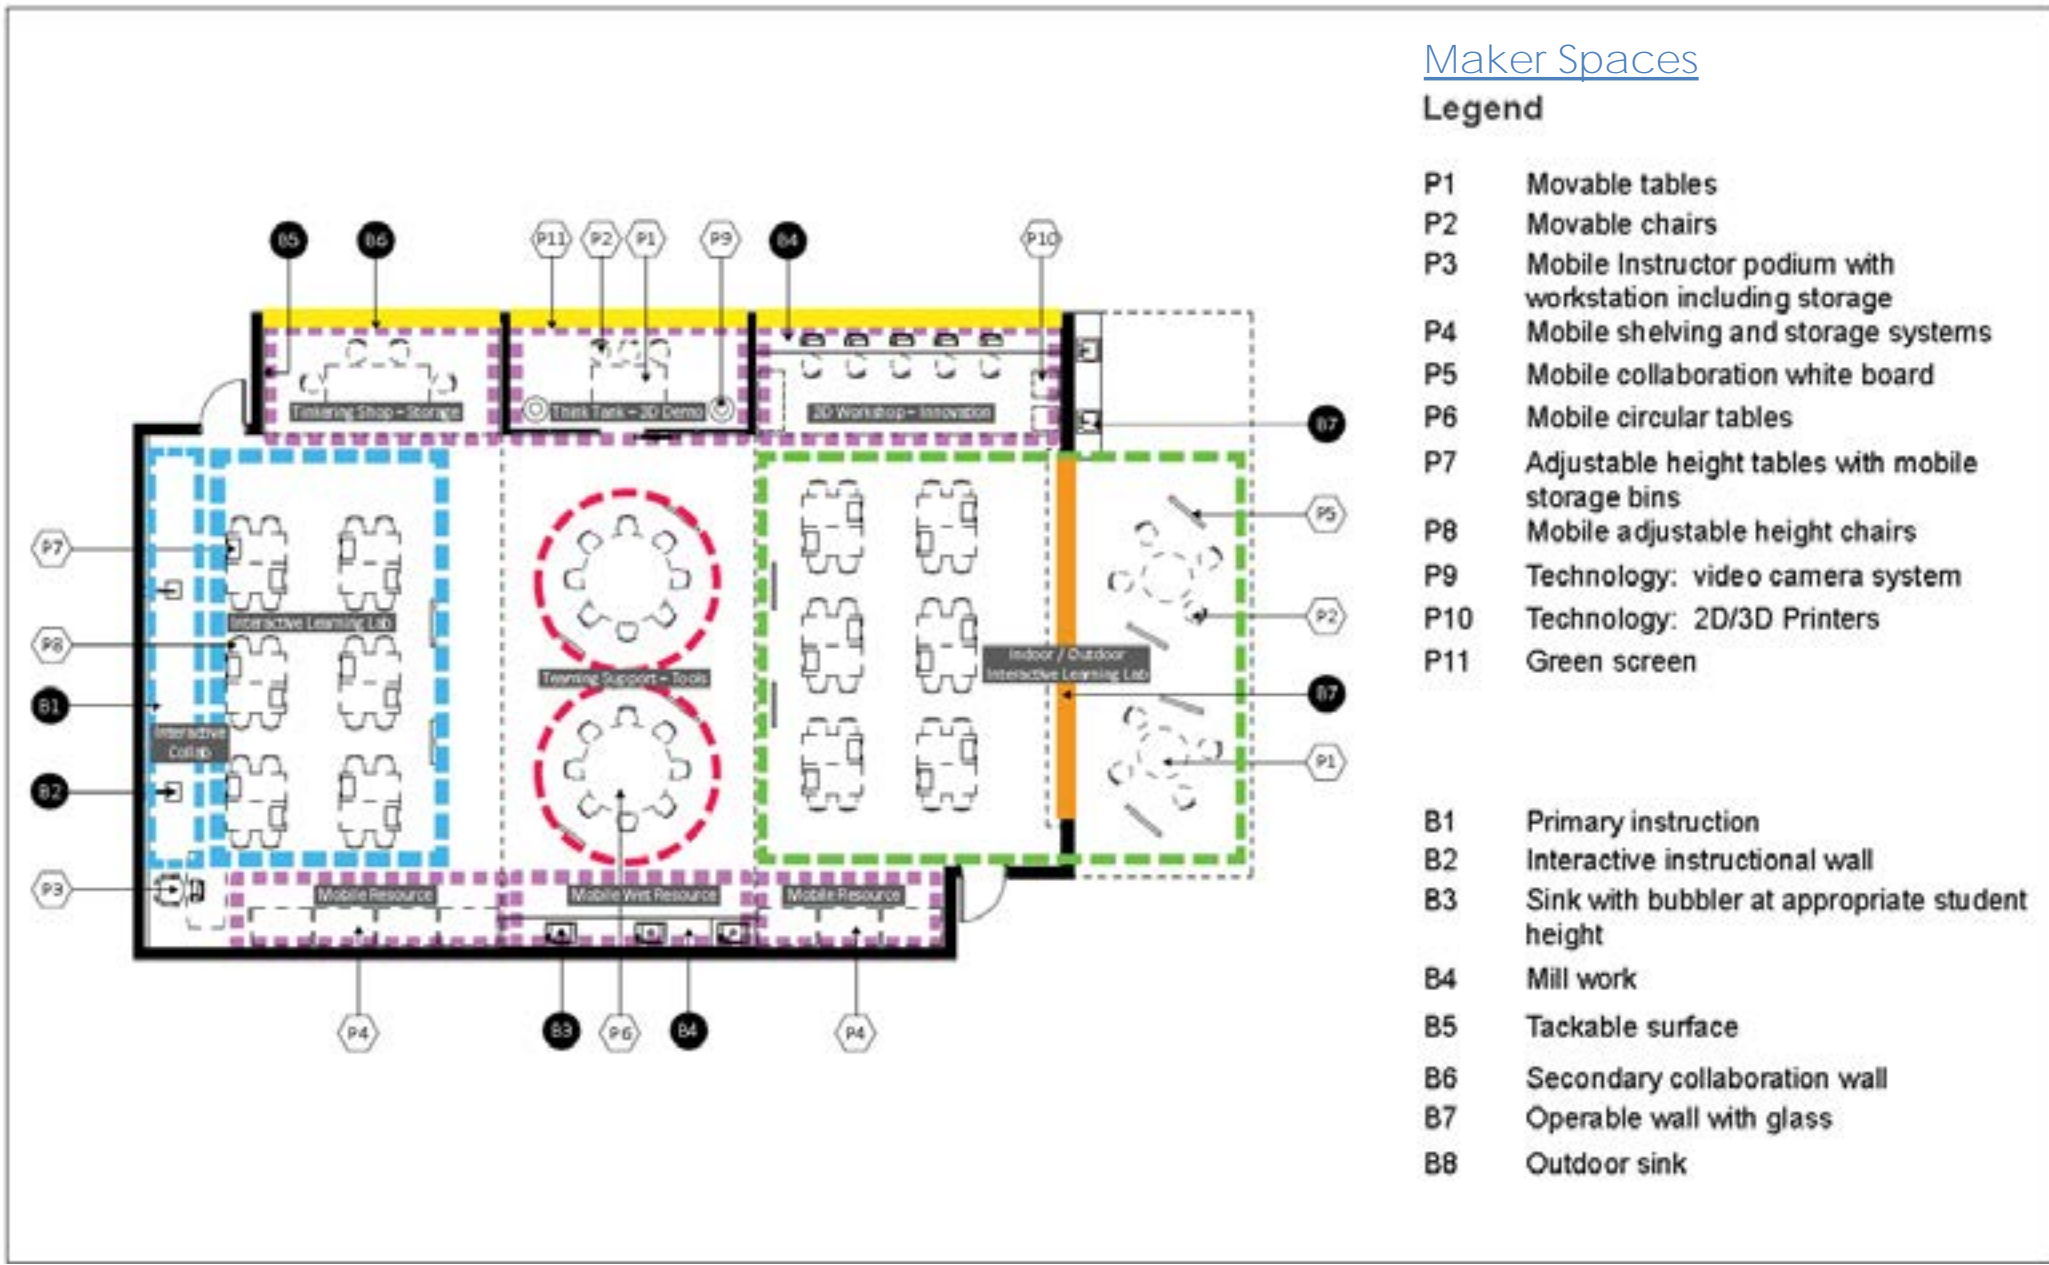 Maker Spaces
Legend
P1 Movable tables
P2 Movable chairs
P3 Mobile Instructor podium with
workstation including storage
P4 Mobile shelving and storage systems
P5 Mobile collaboration white board
P6 Mobile circular tables
P7 Adjustable height tables with mobile
storage bins
P8 Mobile adjustable height chairs
P9 Technology: video camera system
P10 Technology: 2D/3D Printers
P11 Green screen
B1 Primary instruction
B2 Interactive instructional wall
B3 Sink with bubbler at appropriate student
height
B4 Mill work
B5 Tackable surface
B6 Secondary collaboration wall
B7 Operable wall with glass
B8 Outdoor sink
B5 B6 P11 P2 P1 P9 B4 P10
Tinkering Shop - Storage
Think Tank - 3D Demo
2D Workshop - Innovation
B7
P7
P5
P8
Interactive Learning Lab
P2
Teaming Support - Tools
Indoor / Outdoor
Interactive Learning Lab
B7
B1
Interactive
Collab
P1
B2
P3
Mobile Resource
Mobile Wet Resource
Mobile Resource
P4 B3 P6 B4 P4